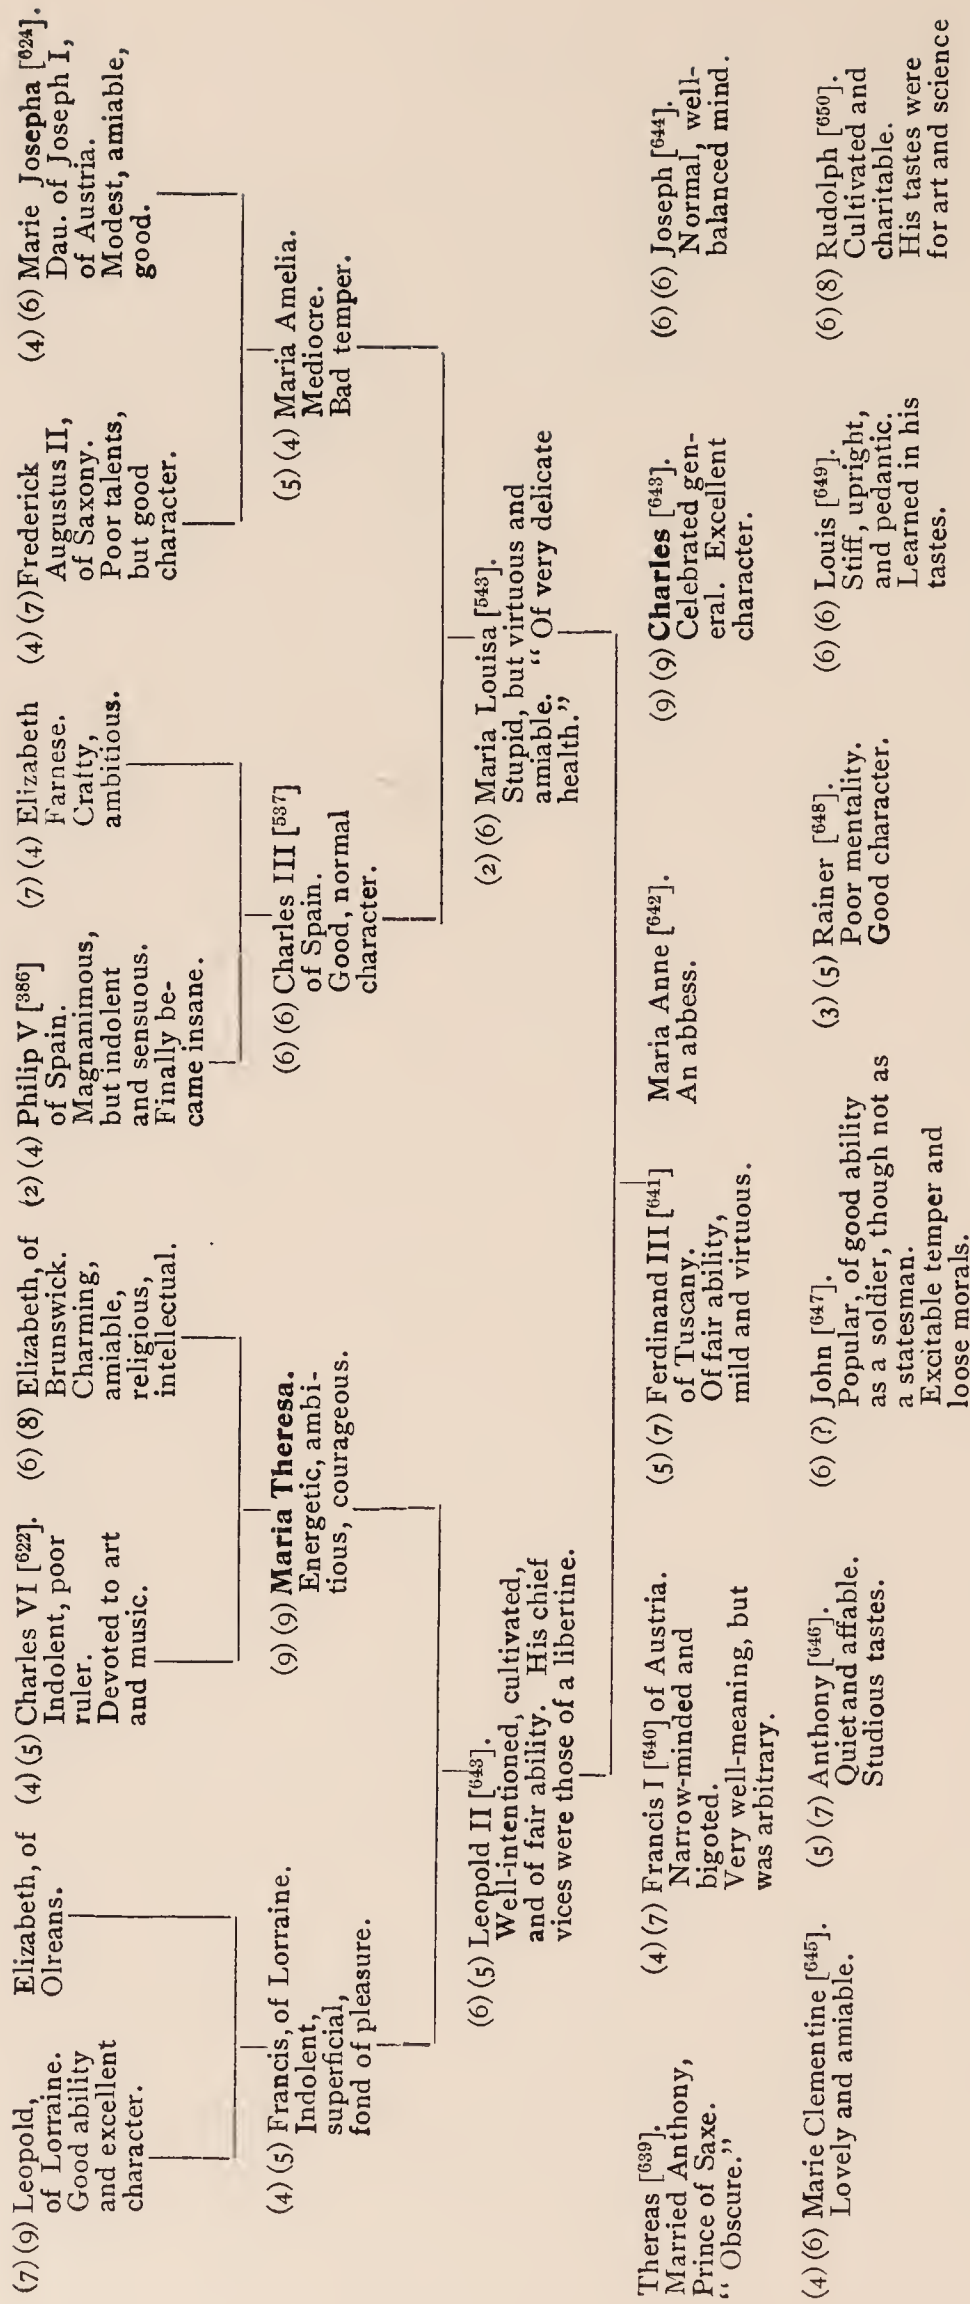 (7) (9) Leopold,
of Lorraine.
Good ability
and excellent
character.
Elizabeth, of
Olreans.
(4) (5) Charles VI [622].
Indolent, poor
ruler.
Devoted to art
and music.
(6) (8) Elizabeth, of
Brunswick.
Charming,
amiable,
religious,
intellectual.
(2) (4) Philip V [386]
of Spain.
Magnanimous,
but indolent
and sensuous.
Finally be-
came insane.
(7) (4) Elizabeth
Farnese.
Crafty,
ambitious.
(4) (7) Frederick
Augustus II,
of Saxony.
Poor talents,
but good
character.
(4) (6) Marie Josepha [624].
Dau. of Joseph I,
of Austria.
Modest, amiable,
good.
(4) (5) Francis, of Lorraine.
Indolent,
superficial,
fond of pleasure.
(9) (9) Maria Theresa.
Energetic, ambi-
tious, courageous.
(6) (6) Charles III [537]
of Spain.
Good, normal
character.
(5) (4) Maria Amelia.
Mediocre.
Bad temper.
(6) (5) Leopold II [643].
Well-intentioned, cultivated,
and of fair ability. His chief
vices were those of a libertine.
(2) (6) Maria Louisa [543].
Stupid, but virtuous and
amiable. “Of very delicate
health.”
Thereas [639].
Married Anthony,
Prince of Saxe.
“Obscure.”
(4) (7) Francis I [640] of Austria.
Narrow-minded and
bigoted.
Very well-meaning, but
was arbitrary.
(5) (7) Ferdinand III [641]
of Tuscany.
Of fair ability,
mild and virtuous.
Maria Anne [642].
An abbess.
(9) (9) Charles [643].
Celebrated gen-
eral. Excellent
character.
(6) (6) Joseph [644].
Normal, well-
balanced mind.
(4) (6) Marie Clementine [645].
Lovely and amiable.
(5) (7) Anthony [646].
Quiet and affable.
Studious tastes.
(6) (?) John [647].
Popular, of good ability
as a soldier, though not as
a statesman.
Excitable temper and
loose morals.
(3) (5) Rainer [648].
Poor mentality.
Good character.
(6) (6) Louis [649].
Stiff, upright,
and pedantic.
Learned in his
tastes.
(6) (8) Rudolph [650].
Cultivated and
charitable.
His tastes were
for art and science